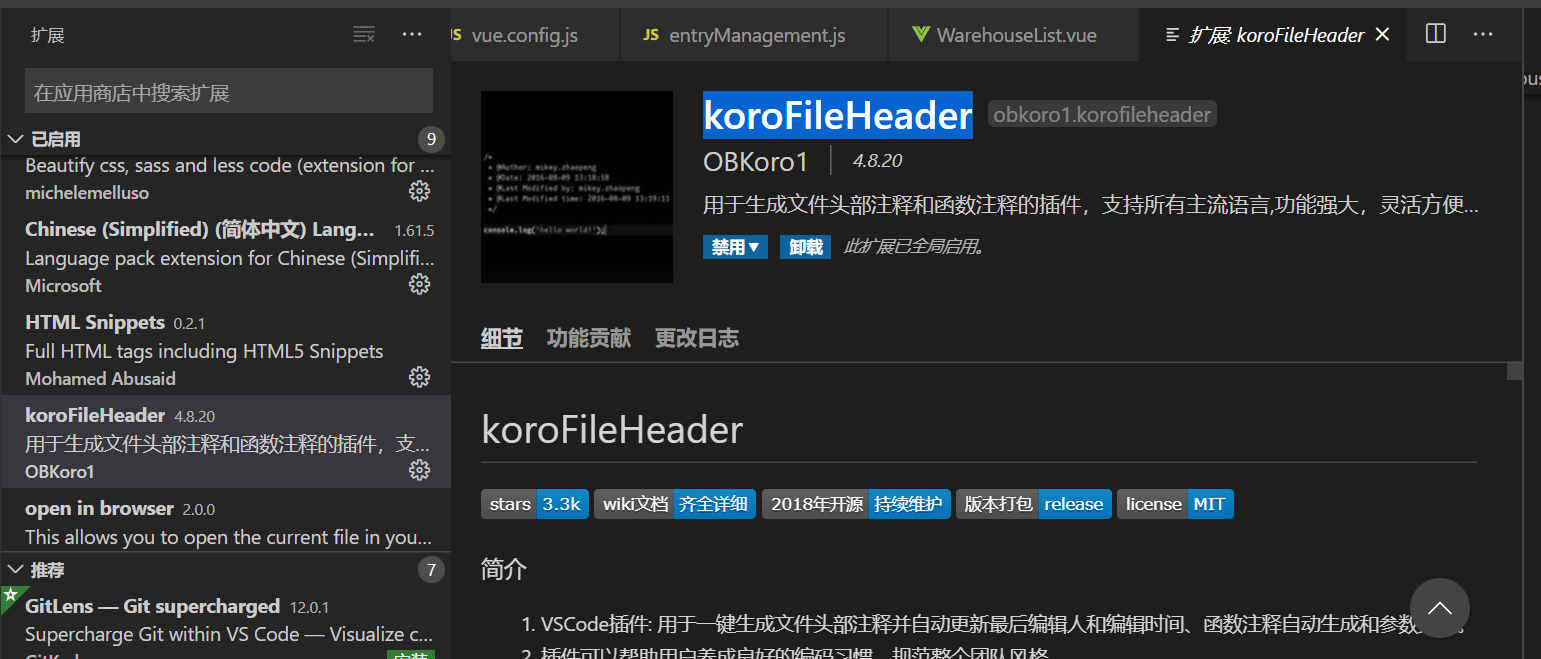 扩展
在应用商店中搜索扩展
已启用 9
Beautify css, sass and less code (extension for ...
michelemelluso
Chinese (Simplified) (简体中文) Lang... 1.61.5
Language pack extension for Chinese (Simplifi...
Microsoft
HTML Snippets 0.2.1
Full HTML tags including HTML5 Snippets
Mohamed Abusaid
koroFileHeader 4.8.20
用于生成文件头部注释和函数注释的插件，支...
OBKoro1
open in browser 2.0.0
This allows you to open the current file in you...
推荐 7
GitLens — Git supercharged 12.0.1
Supercharge Git within VS Code — Visualize c...
安装
JS vue.config.js
JS entryManagement.js
WarehouseList.vue
扩展 koroFileHeader
/*
* @Author: mikey.zhaopeng
* @Date: 2016-08-09 13:18:58
* @Last Modified by: mikey.zhaopeng
* @Last Modified time: 2016-08-09 13:19:11
*/
console.log('hello world!');
koroFileHeader obkoro1.korofileheader
OBKoro1 4.8.20
用于生成文件头部注释和函数注释的插件，支持所有主流语言,功能强大，灵活方便...
禁用 卸载 此扩展已全局启用。
细节 功能贡献 更改日志
koroFileHeader
stars 3.3k wiki文档 齐全详细 2018年开源 持续维护 版本打包 release license MIT
简介
1. VSCode插件: 用于一键生成文件头部注释并自动更新最后编辑人和编辑时间、函数注释自动生成和参数
2. 插件可以帮助用户养成良好的编码习惯，规范整个团队风格。